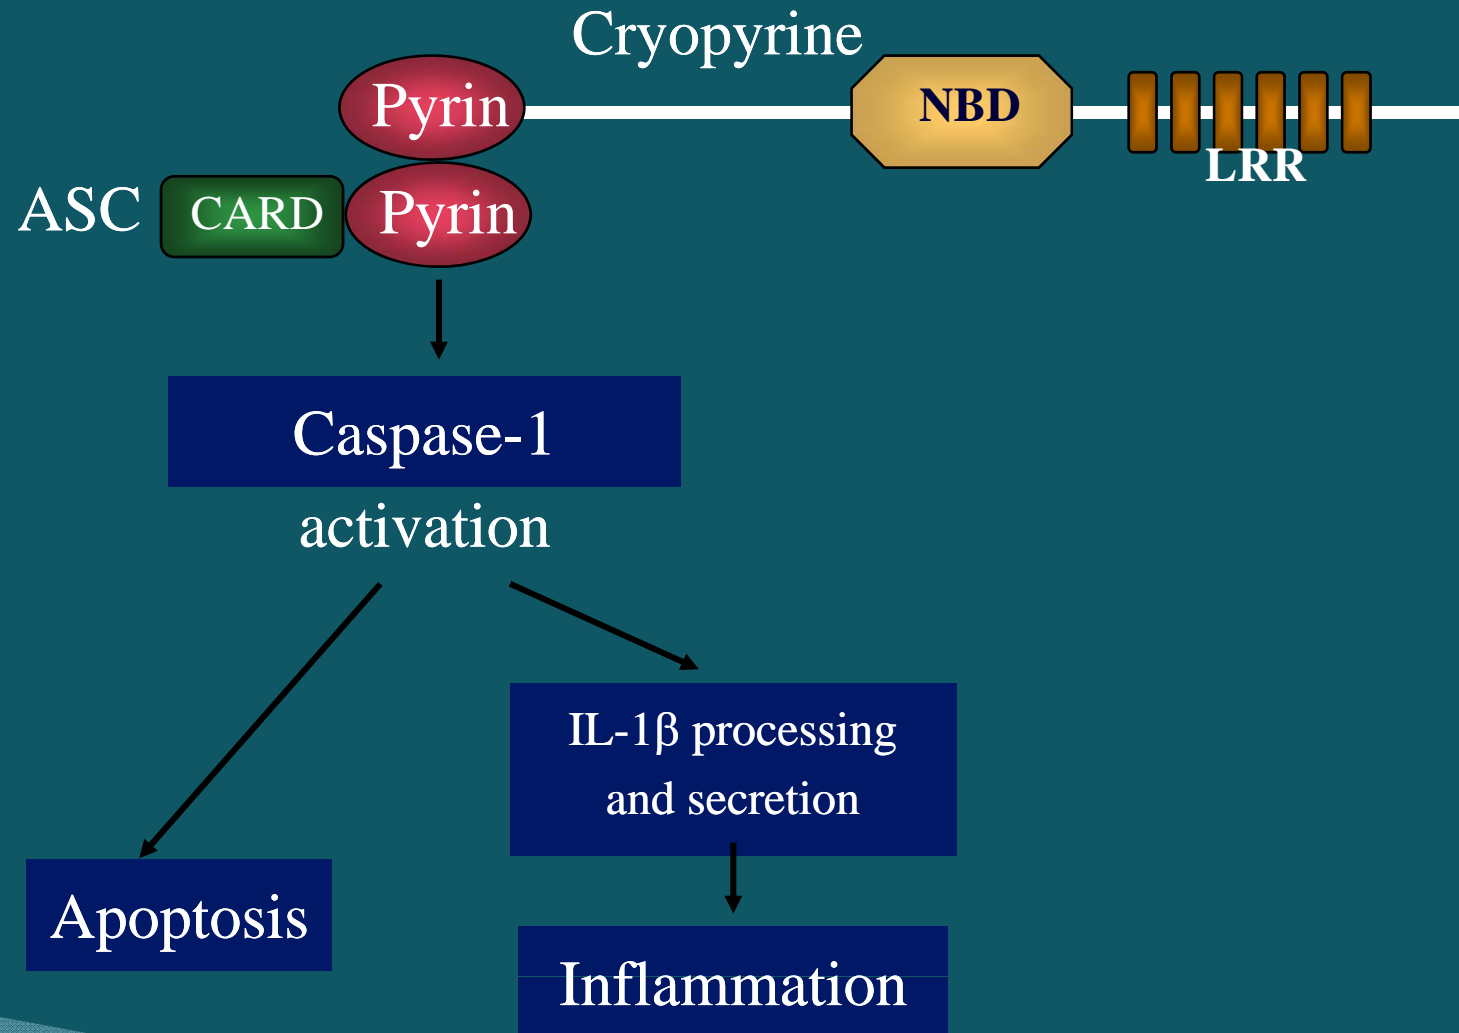 Cryopyrine
Pyrin
NBD
LRR
ASC
CARD
Pyrin
Caspase-1
activation
IL-1β processing
and secretion
Apoptosis
Inflammation